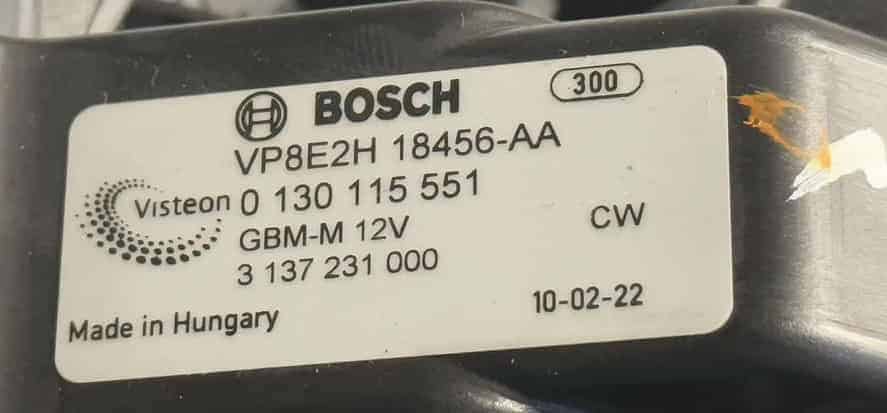 BOSCH 300
VP8E2H 18456-AA
Visteon 0 130 115 551
GBM-M 12V CW
3 137 231 000
Made in Hungary 10-02-22